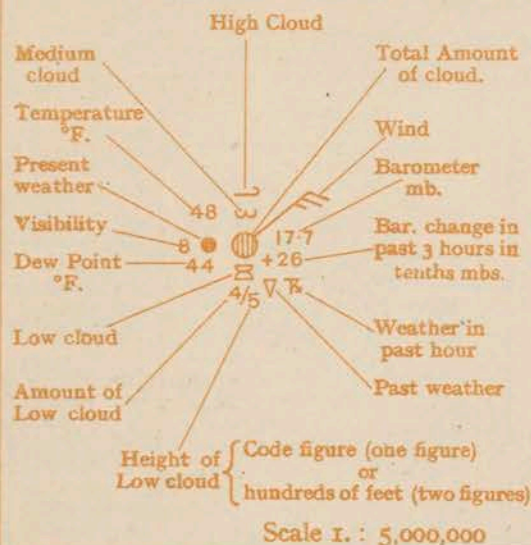 High Cloud
Medium
cloud
Total Amount
of cloud.
Temperature
°F.
Wind
Present
weather
Barometer
mb.
48
Visibility
8
17·7
Bar. change in
past 3 hours in
tenths mbs.
Dew Point
°F.
44
+26
4/5
Low cloud
Weather in
past hour
Amount of
Low cloud
Past weather
Height of
Low cloud
Code figure (one figure)
or
hundreds of feet (two figures)
Scale 1. : 5,000,000